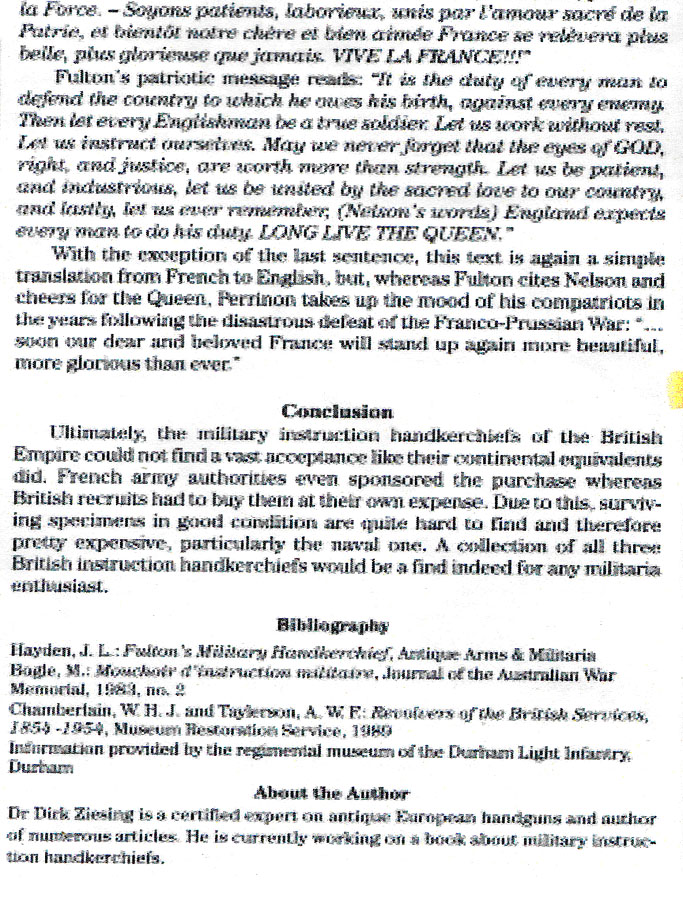 la Force. – Soyons patients, laborieux, unis par l'amour sacré de la
Patrie, et bientôt notre chère et bien aimée France se relèvera plus
belle, plus glorieuse que jamais. VIVE LA FRANCE!!!"
Fulton's patriotic message reads: "It is the duty of every man to
defend the country to which he owes his birth, against every enemy.
Then let every Englishman be a true soldier. Let us work without rest.
Let us instruct ourselves. May we never forget that the eyes of GOD,
right, and justice, are worth more than strength. Let us be patient,
and industrious, let us be united by the sacred love to our country,
and lastly, let us ever remember, (Nelson's words) England expects
every man to do his duty. LONG LIVE THE QUEEN."
With the exception of the last sentence, this text is again a simple
translation from French to English, but, whereas Fulton cites Nelson and
cheers for the Queen, Perrinon takes up the mood of his compatriots in
the years following the disastrous defeat of the Franco-Prussian War: "...
soon our dear and beloved France will stand up again more beautiful,
more glorious than ever."
Conclusion
Ultimately, the military instruction handkerchiefs of the British
Empire could not find a vast acceptance like their continental equivalents
did. French army authorities even sponsored the purchase whereas
British recruits had to buy them at their own expense. Due to this, surviv-
ing specimens in good condition are quite hard to find and therefore
pretty expensive, particularly the naval one. A collection of all three
British instruction handkerchiefs would be a find indeed for any militaria
enthusiast.
Bibliography
Hayden, J. L.: Fulton's Military Handkerchief, Antique Arms & Militaria
Bogle, M.: Mouchoir d'instruction militaire, Journal of the Australian War
Memorial, 1983, no. 2
Chamberlain, W. H. J. and Taylerson, A. W. F.: Revolvers of the British Services,
1854 -1954, Museum Restoration Service, 1989
Information provided by the regimental museum of the Durham Light Infantry,
Durham
About the Author
Dr Dirk Ziesing is a certified expert on antique European handguns and author
of numerous articles. He is currently working on a book about military instruc-
tion handkerchiefs.